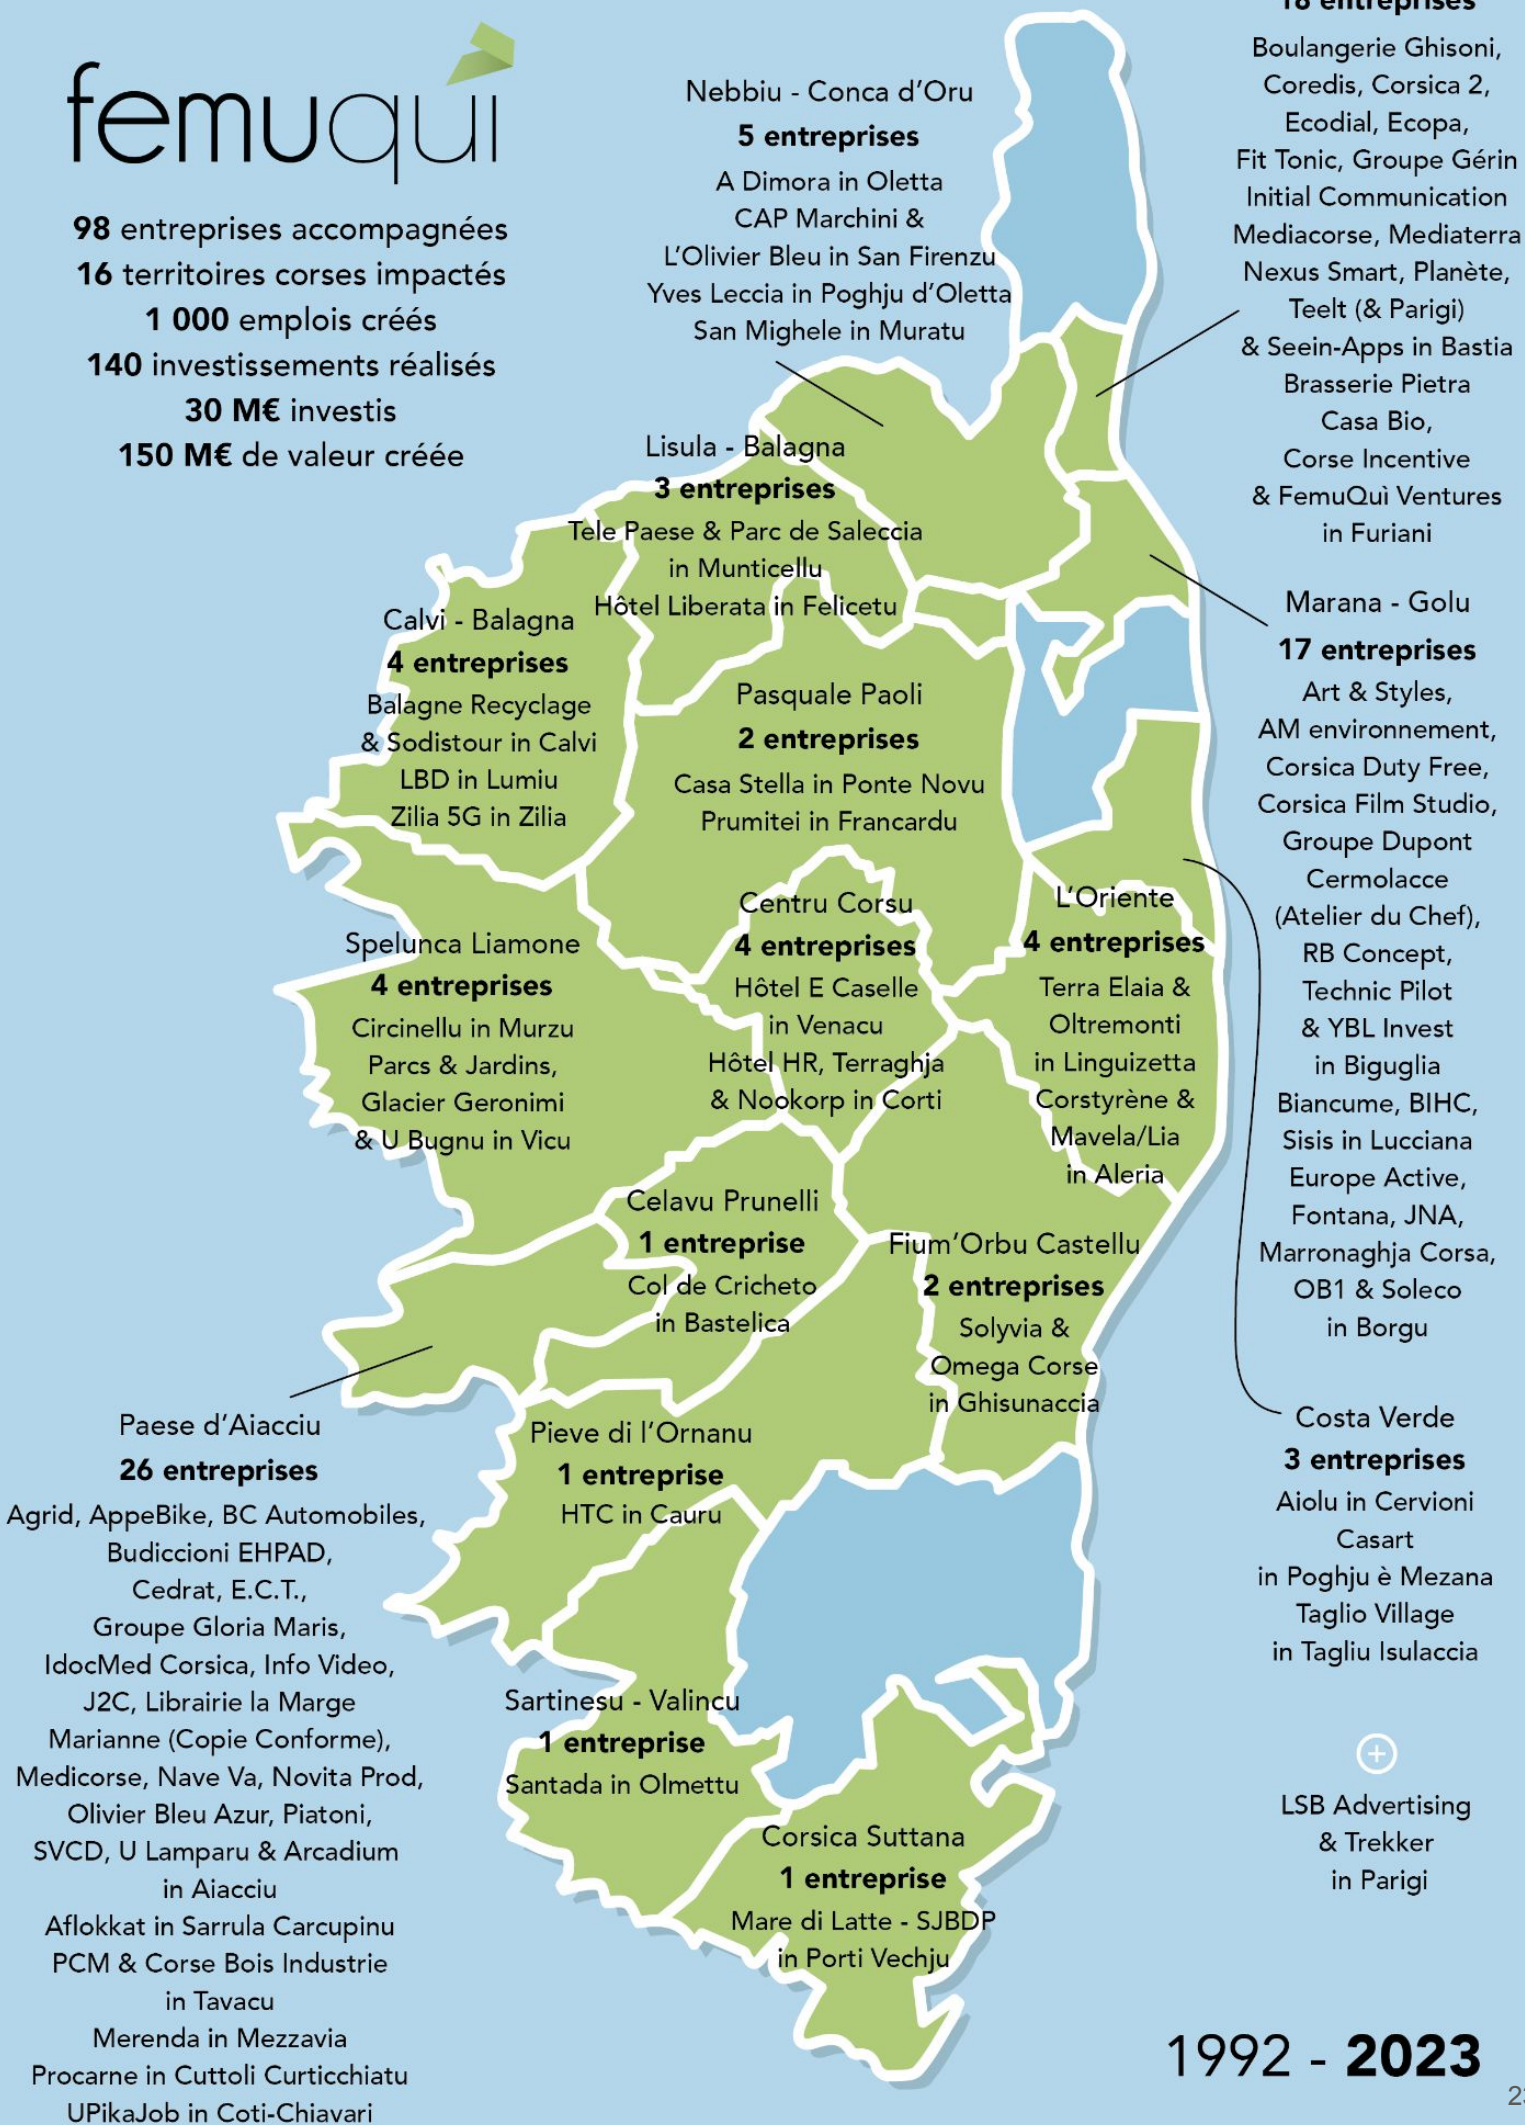 femuquì
98 entreprises accompagnées
16 territoires corses impactés
1 000 emplois créés
140 investissements réalisés
30 M€ investis
150 M€ de valeur créée
Nebbiu - Conca d'Oru
5 entreprises
A Dimora in Oletta
CAP Marchini &
L'Olivier Bleu in San Firenzu
Yves Leccia in Poghju d'Oletta
San Mighele in Muratu
18 entreprises
Boulangerie Ghisoni,
Coredis, Corsica 2,
Ecodial, Ecopa,
Fit Tonic, Groupe Gérin
Initial Communication
Mediacorse, Mediaterra
Nexus Smart, Planète,
Teelt (& Parigi)
& Seein-Apps in Bastia
Brasserie Pietra
Casa Bio,
Corse Incentive
& FemuQuì Ventures
in Furiani
Lisula - Balagna
3 entreprises
Tele Paese & Parc de Saleccia
in Munticellu
Hôtel Liberata in Felicetu
Calvi - Balagna
4 entreprises
Balagne Recyclage
& Sodistour in Calvi
LBD in Lumiu
Zilia 5G in Zilia
Pasquale Paoli
2 entreprises
Casa Stella in Ponte Novu
Prumitei in Francardu
Marana - Golu
17 entreprises
Art & Styles,
AM environnement,
Corsica Duty Free,
Corsica Film Studio,
Groupe Dupont
Cermolacce
(Atelier du Chef),
RB Concept,
Technic Pilot
& YBL Invest
in Biguglia
Biancume, BIHC,
Sisis in Lucciana
Europe Active,
Fontana, JNA,
Marronaghja Corsa,
OB1 & Soleco
in Borgu
Centru Corsu
4 entreprises
Hôtel E Caselle
in Venacu
Hôtel HR, Terraghja
& Nookorp in Corti
L'Oriente
4 entreprises
Terra Elaia &
Oltremonti
in Linguizetta
Corstyrène &
Mavela/Lia
in Aleria
Spelunca Liamone
4 entreprises
Circinellu in Murzu
Parcs & Jardins,
Glacier Geronimi
& U Bugnu in Vicu
Celavu Prunelli
1 entreprise
Col de Cricheto
in Bastelica
Fium'Orbu Castellu
2 entreprises
Solyvia &
Omega Corse
in Ghisunaccia
Paese d'Aiacciu
26 entreprises
Agrid, AppeBike, BC Automobiles,
Budiccioni EHPAD,
Cedrat, E.C.T.,
Groupe Gloria Maris,
IdocMed Corsica, Info Video,
J2C, Librairie la Marge
Marianne (Copie Conforme),
Medicorse, Nave Va, Novita Prod,
Olivier Bleu Azur, Piatoni,
SVCD, U Lamparu & Arcadium
in Aiacciu
Aflokkat in Sarrula Carcupinu
PCM & Corse Bois Industrie
in Tavacu
Merenda in Mezzavia
Procarne in Cuttoli Curticchiatu
UPikaJob in Coti-Chiavari
Pieve di l'Ornanu
1 entreprise
HTC in Cauru
Costa Verde
3 entreprises
Aiolu in Cervioni
Casart
in Poghju è Mezana
Taglio Village
in Tagliu Isulaccia
Sartinesu - Valincu
1 entreprise
Santada in Olmettu
Corsica Suttana
1 entreprise
Mare di Latte - SJBDP
in Porti Vechju
LSB Advertising
& Trekker
in Parigi
1992 - 2023